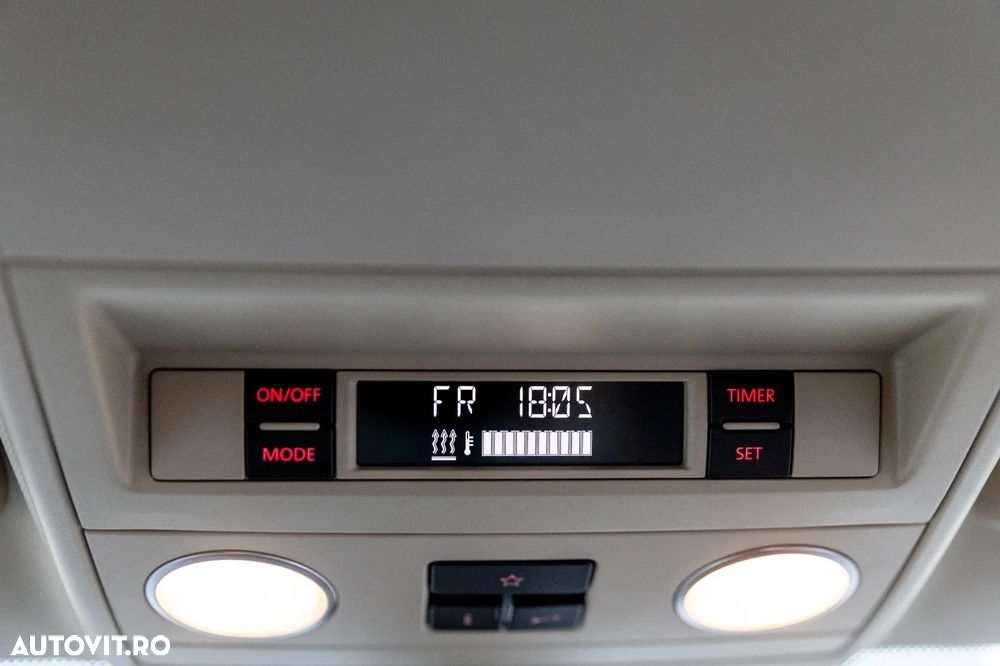 ON/OFF
FR 18:05
TIMER
MODE
SET
AUTOVIT.RO